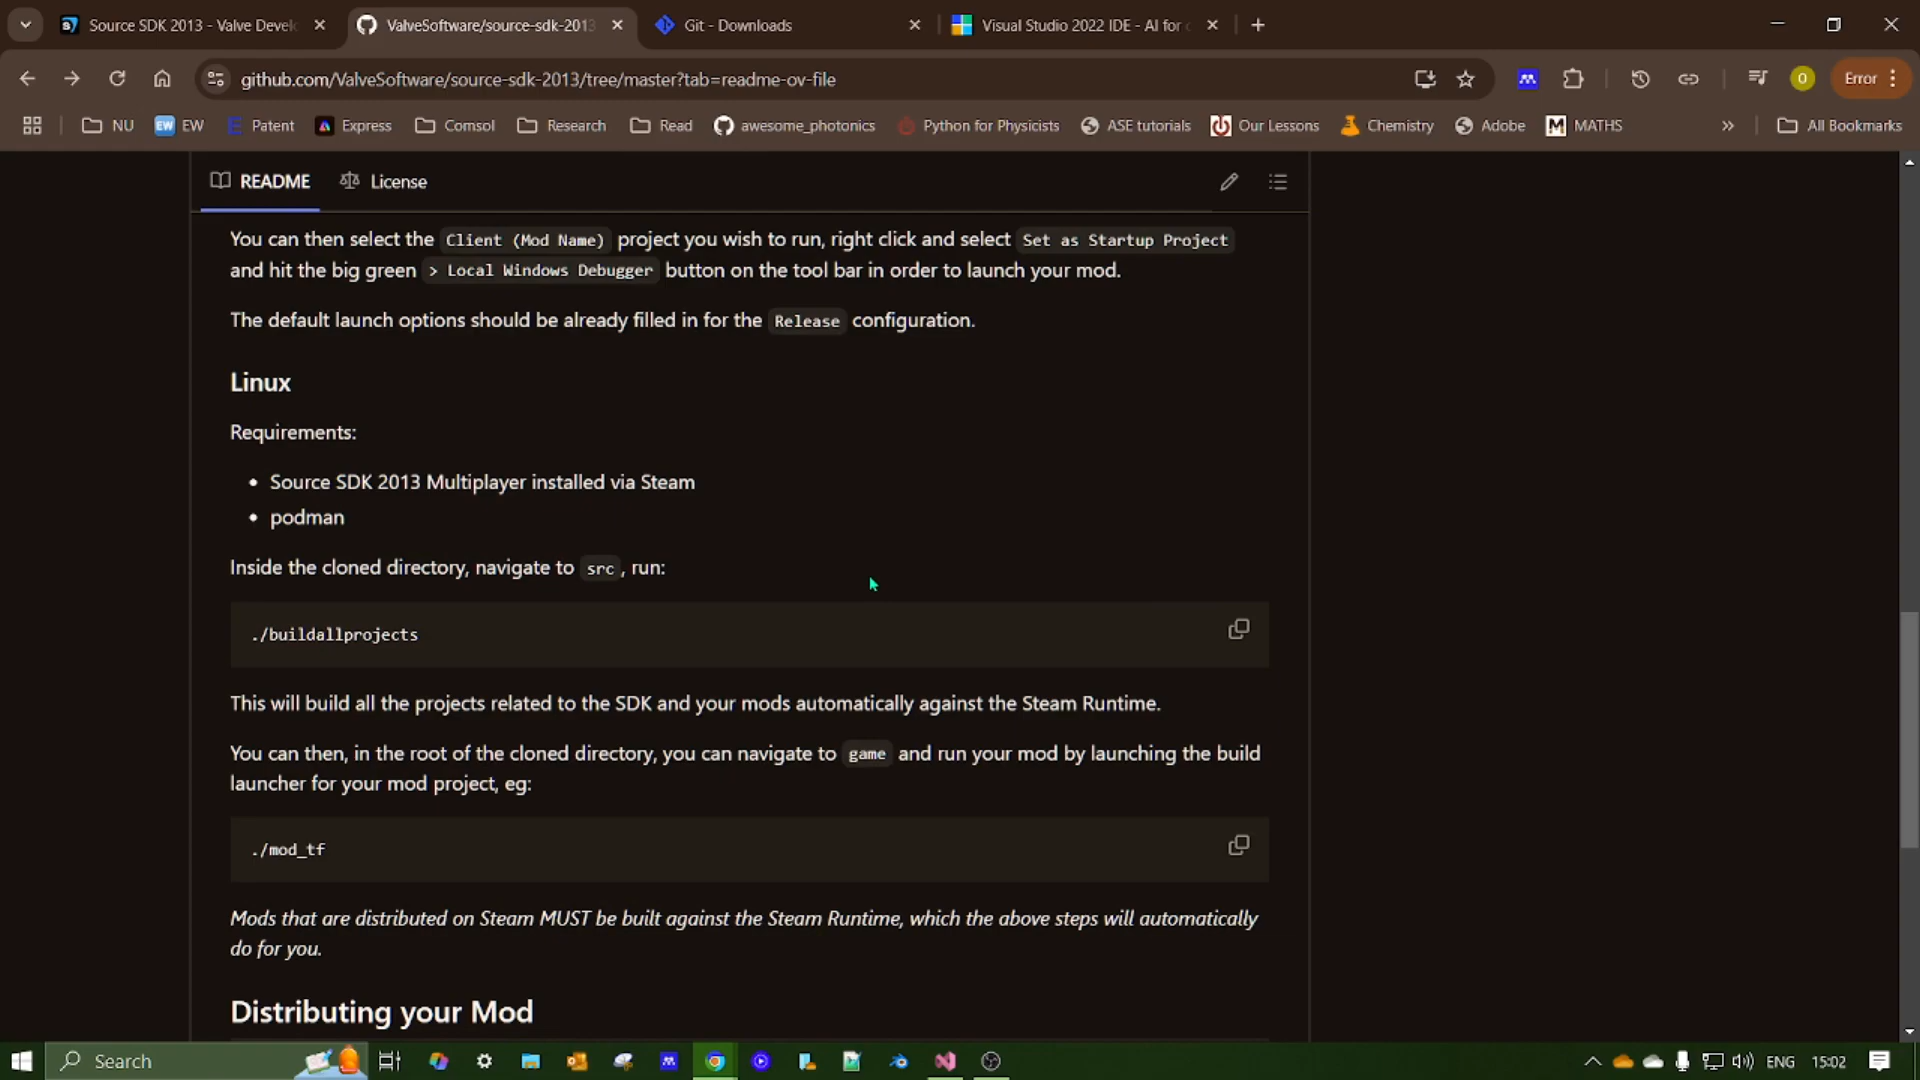 Source SDK 2013 - Valve Devel
ValveSoftware/source-sdk-2013
Git - Downloads
Visual Studio 2022 IDE - AI for c
github.com/ValveSoftware/source-sdk-2013/tree/master?tab=readme-ov-file
O
Error
NU
EW
EW
Patent
Express
Comsol
Research
Read
awesome_photonics
Python for Physicists
ASE tutorials
Our Lessons
Chemistry
Adobe
M
MATHS
»
All Bookmarks
README
License
You can then select the Client (Mod Name) project you wish to run, right click and select Set as Startup Project
and hit the big green > Local Windows Debugger button on the tool bar in order to launch your mod.
The default launch options should be already filled in for the Release configuration.
Linux
Requirements:
• Source SDK 2013 Multiplayer installed via Steam
• podman
Inside the cloned directory, navigate to src, run:
./buildallprojects
This will build all the projects related to the SDK and your mods automatically against the Steam Runtime.
You can then, in the root of the cloned directory, you can navigate to game and run your mod by launching the build
launcher for your mod project, eg:
./mod_tf
Mods that are distributed on Steam MUST be built against the Steam Runtime, which the above steps will automatically
do for you.
Distributing your Mod
Search
ENG
15:02